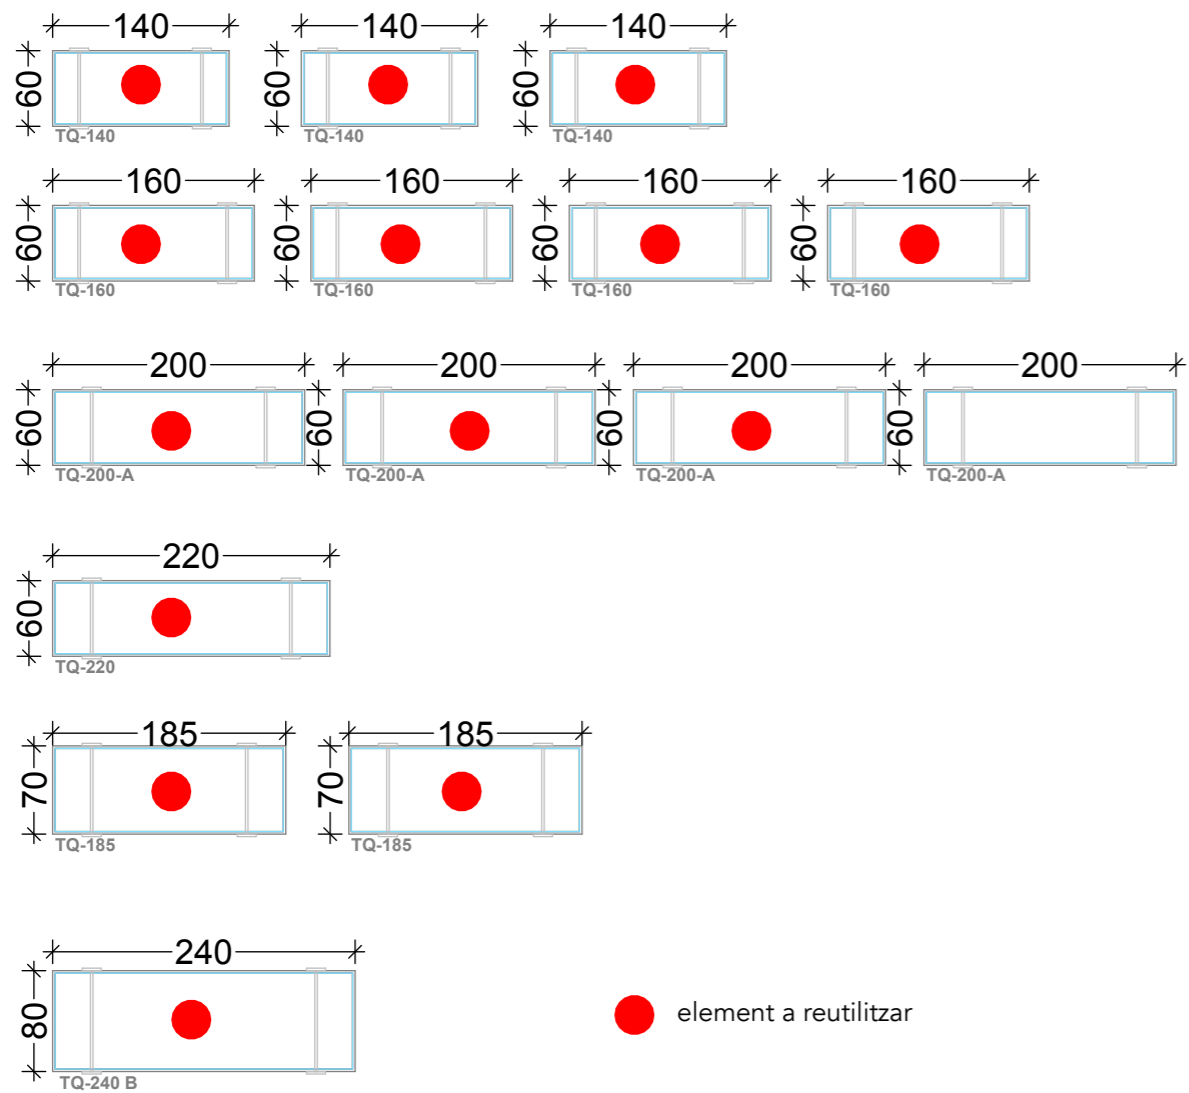 140 140 140
60 60 60
TQ-140 TQ-140 TQ-140
160 160 160 160
60 60 60 60
TQ-160 TQ-160 TQ-160 TQ-160
200 200 200 200
60 60 60 60
TQ-200-A TQ-200-A TQ-200-A TQ-200-A
220
60
TQ-220
185 185
70 70
TQ-185 TQ-185
240
80
TQ-240 B
element a reutilitzar